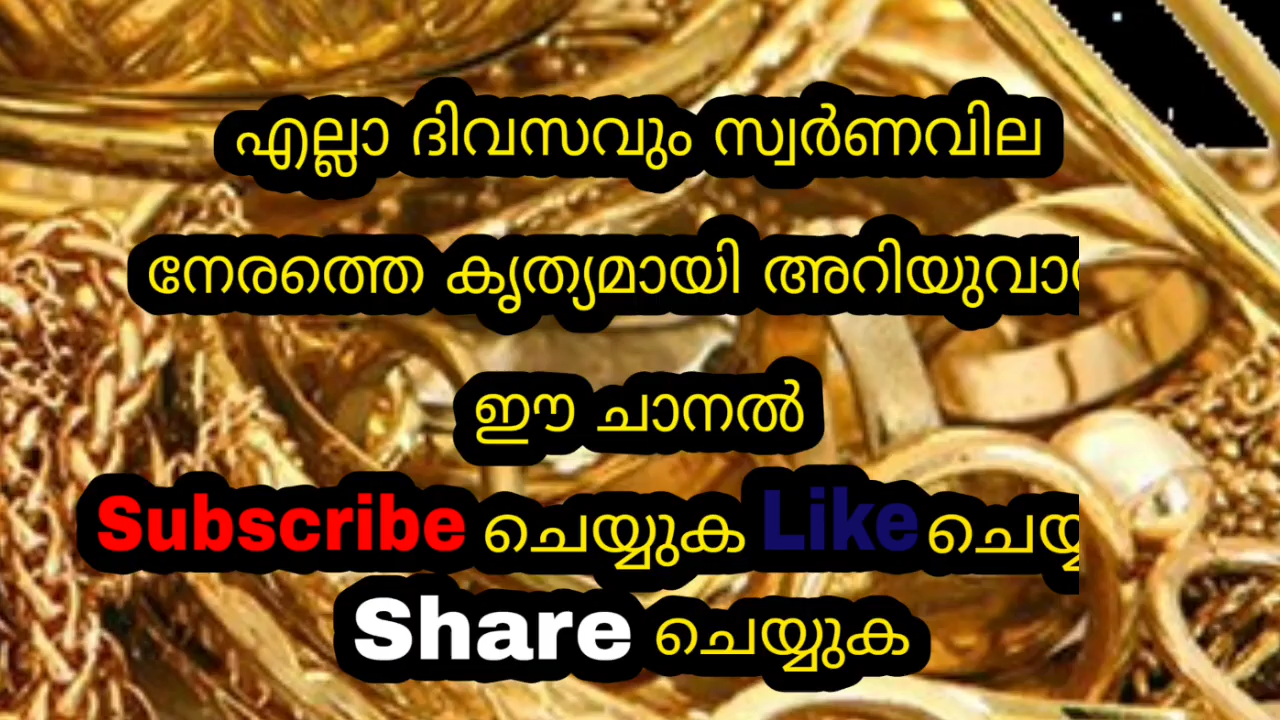 എല്ലാ ദിവസവും സ്വർണവില
നേരത്തെ കൃത്യമായി
ഈ ചാനൽ
Subscribe ചെയ്യുക Like
Share ചെയ്യുക